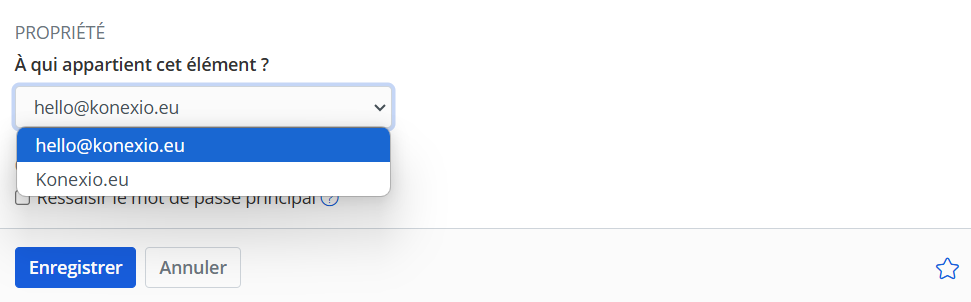 PROPRIÉTÉ
À qui appartient cet élément ?
hello@konexio.eu
hello@konexio.eu
Konexio.eu
Ressaisir le mot de passe principal
Enregistrer
Annuler